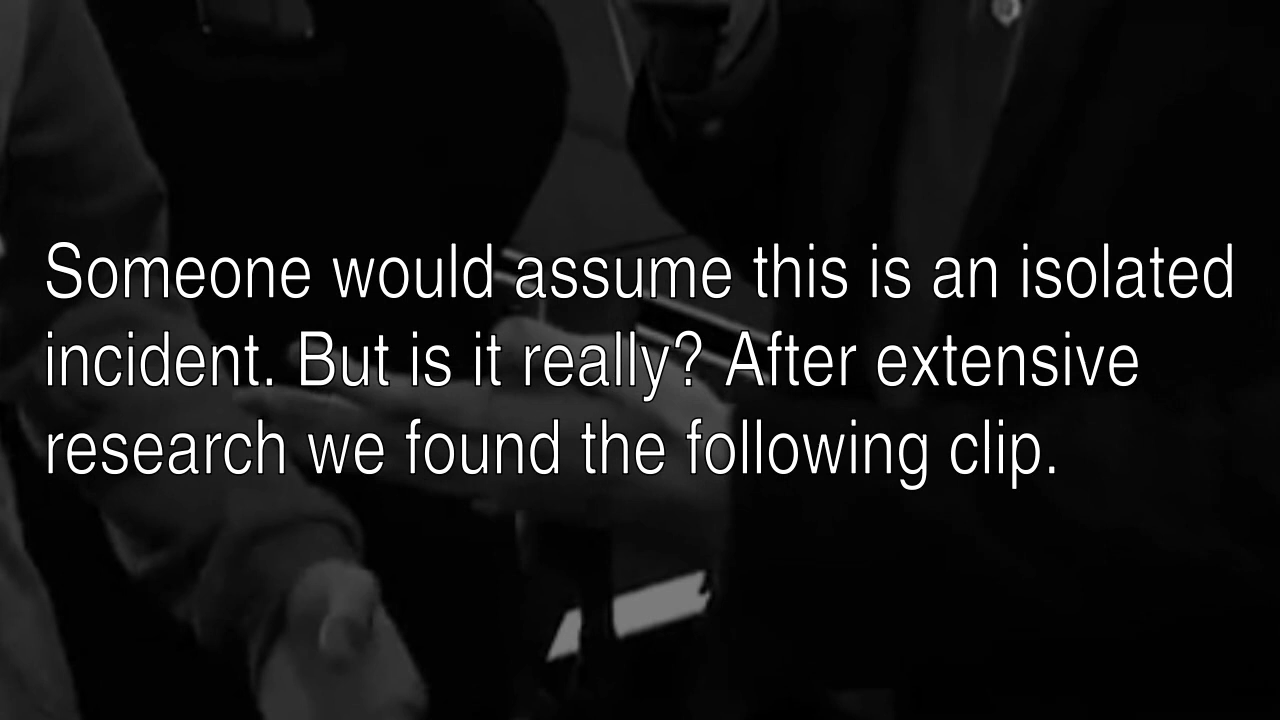 Someone would assume this is an isolated
incident. But is it really? After extensive
research we found the following clip.